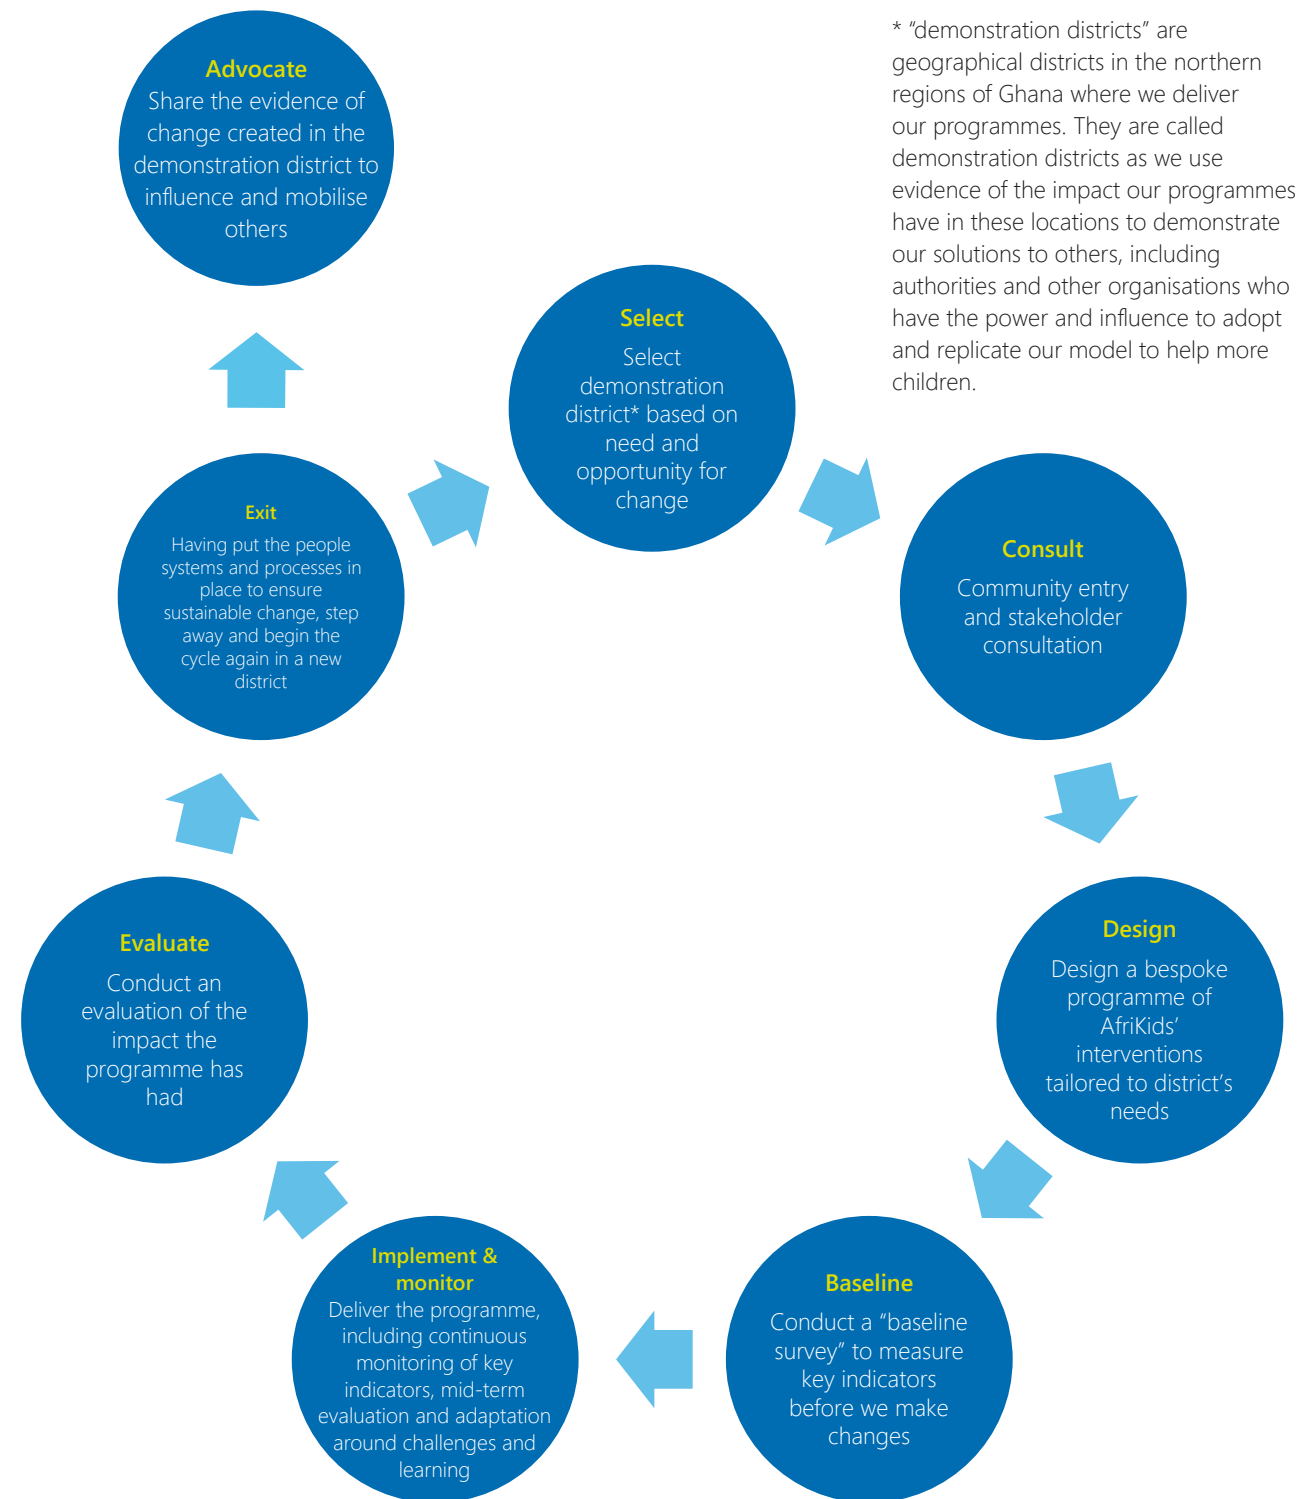 Advocate
Share the evidence of
change created in the
demonstration district to
influence and mobilise
others
* “demonstration districts” are
geographical districts in the northern
regions of Ghana where we deliver
our programmes. They are called
demonstration districts as we use
evidence of the impact our programmes
have in these locations to demonstrate
our solutions to others, including
authorities and other organisations who
have the power and influence to adopt
and replicate our model to help more
children.
Select
Select
demonstration
district* based on
need and
opportunity for
change
Consult
Community entry
and stakeholder
consultation
Design
Design a bespoke
programme of
AfriKids’
interventions
tailored to district’s
needs
Baseline
Conduct a “baseline
survey” to measure
key indicators
before we make
changes
Implement &
monitor
Deliver the programme,
including continuous
monitoring of key
indicators, mid-term
evaluation and adaptation
around challenges and
learning
Evaluate
Conduct an
evaluation of the
impact the
programme has
had
Exit
Having put the people
systems and processes in
place to ensure
sustainable change, step
away and begin the
cycle again in a new
district